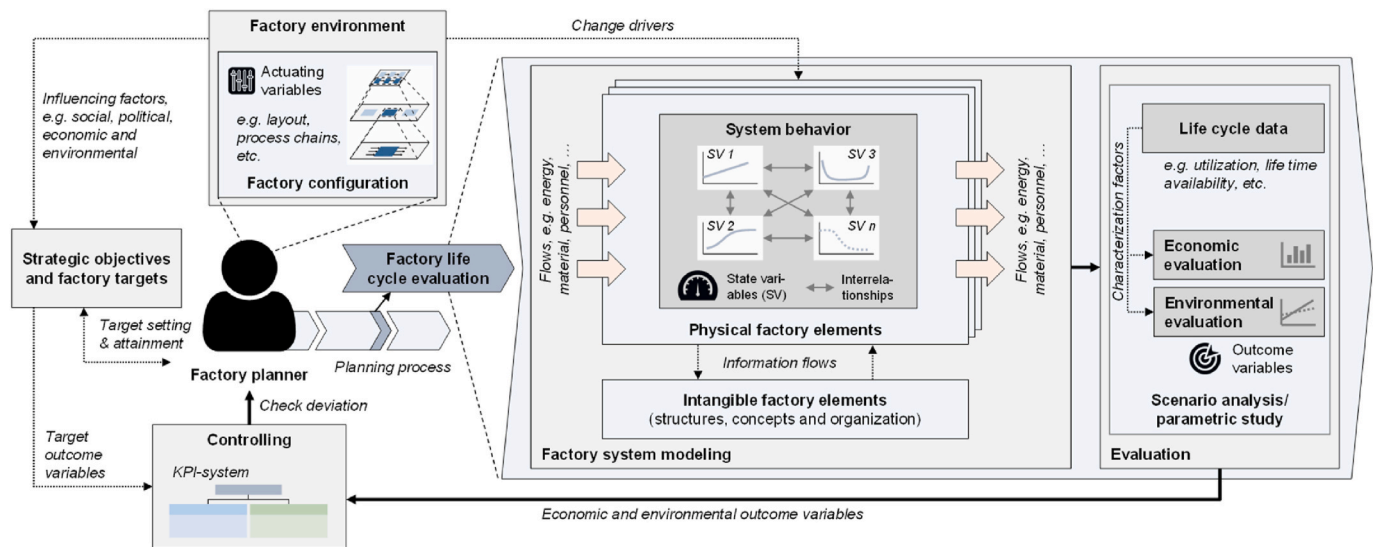 Factory environment
Actuating
variables
e.g. layout,
process chains,
etc.
Factory configuration
Change drivers
Influencing factors,
e.g. social, political,
economic and
environmental
Strategic objectives
and factory targets
Target setting
& attainment
Factory planner
Planning process
Factory life
cycle evaluation
Check deviation
Target
outcome
variables
Controlling
KPI-system
Flows, e.g. energy,
material, personnel, ...
System behavior
SV 1
SV 3
SV 2
SV n
State vari-
ables (SV)
Interrela-
tionships
Physical factory elements
Information flows
Intangible factory elements
(structures, concepts and organization)
Factory system modeling
Flows, e.g. energy,
material, personnel, ...
Characterization factors
Life cycle data
e.g. utilization, life time
availability, etc.
Economic
evaluation
Environmental
evaluation
Outcome
variables
Scenario analysis/
parametric study
Evaluation
Economic and environmental outcome variables